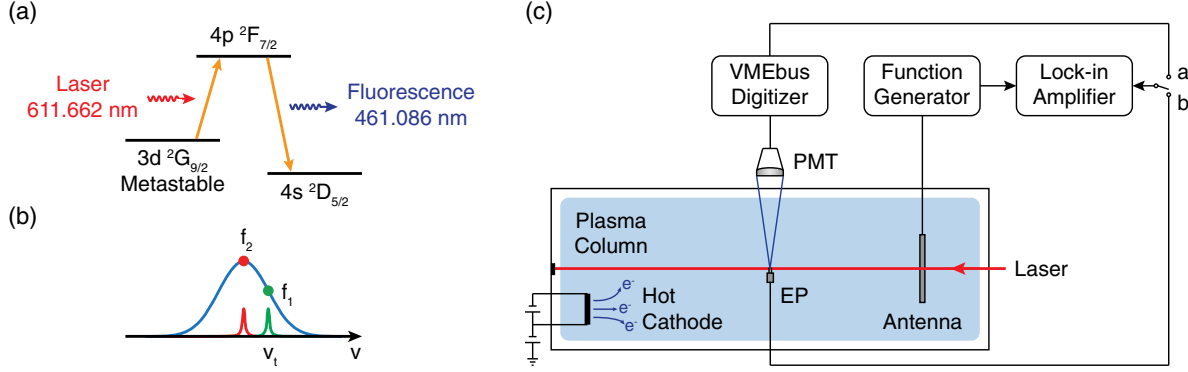 (a)
4p ²F₇/₂
Laser
611.662 nm
Fluorescence
461.086 nm
3d ²G₉/₂
Metastable
4s ²D₅/₂
(b)
f₂
f₁
vₜ
v
(c)
VMEbus
Digitizer
Function
Generator
Lock-in
Amplifier
a
b
PMT
Plasma
Column
Laser
EP
Antenna
e⁻
e⁻
e⁻
Hot
Cathode